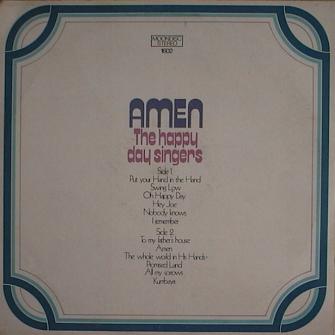 MOONDISC
STEREO
1602
AMEN
The happy
day singers
Side 1
Put your Hand in the Hand
Swing Low
Oh Happy Day
Hey Joe
Nobody knows
I remember
Side 2
To my father's house
Amen
The whole world in His Hands
Promised Land
All my sorrows
Kumbaya